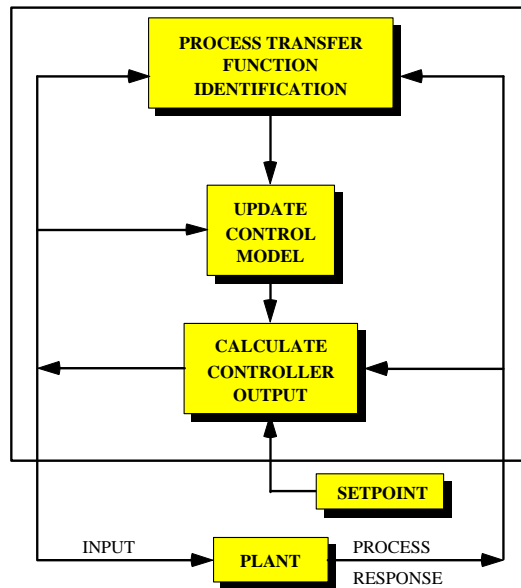 PROCESS TRANSFER
FUNCTION
IDENTIFICATION
UPDATE
CONTROL
MODEL
CALCULATE
CONTROLLER
OUTPUT
SETPOINT
INPUT
PLANT
PROCESS
RESPONSE